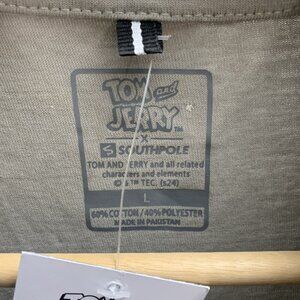 TOM and
JERRY™
X
S SOUTHPOLE
TOM AND JERRY and all related
characters and elements
© & ™ TEC. (s24)
L
60% COTTON / 40% POLYESTER
MADE IN PAKISTAN